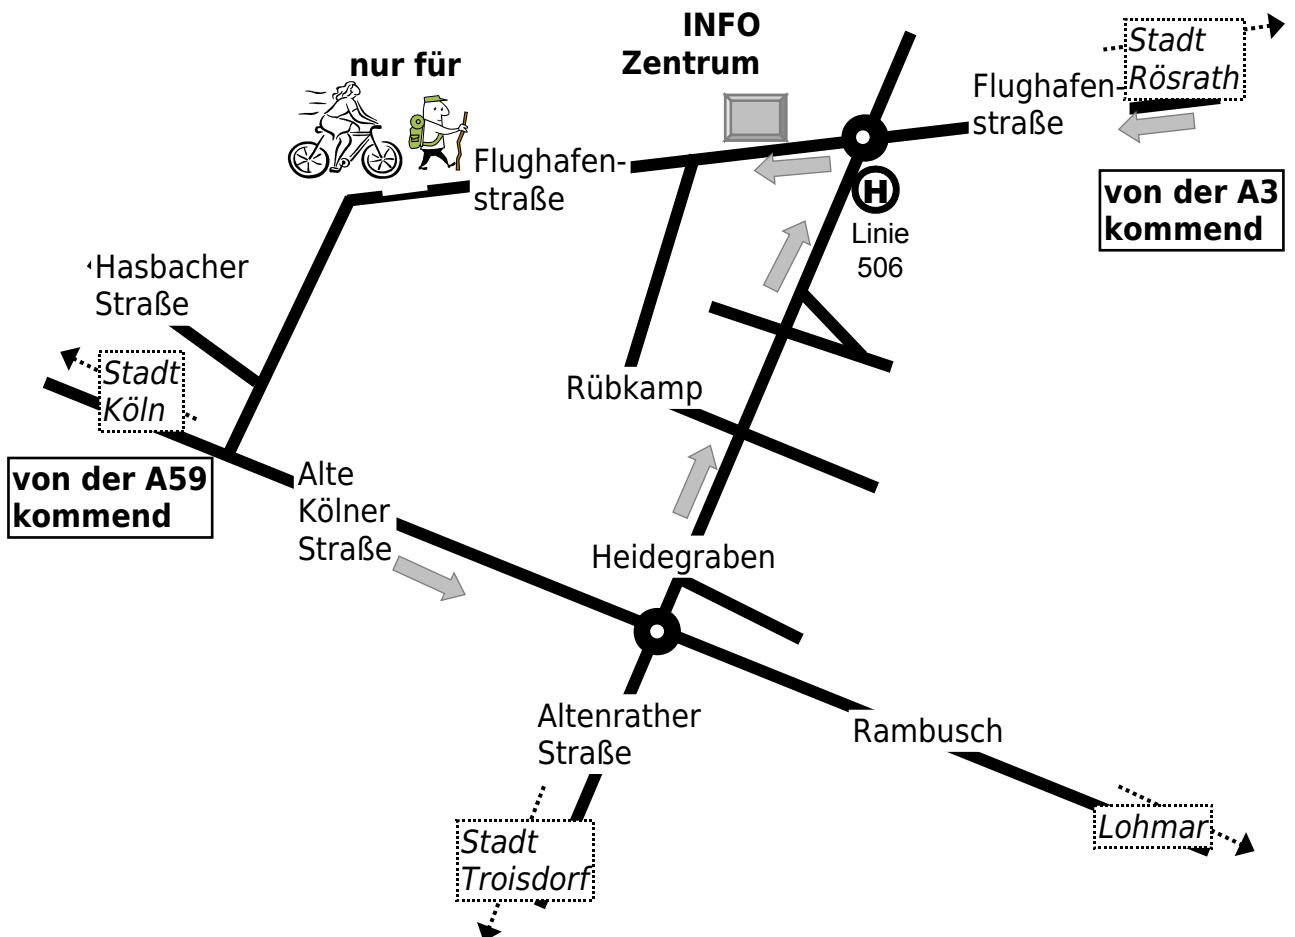 INFO
Zentrum
nur für
Stadt
Rösrath
Flughafen-
straße
Flughafen-
straße
von der A3
kommend
H
Linie
506
Hasbacher
Straße
Stadt
Köln
Rübkamp
von der A59
kommend
Alte
Kölner
Straße
Heidegraben
Altenrather
Straße
Rambusch
Stadt
Troisdorf
Lohmar